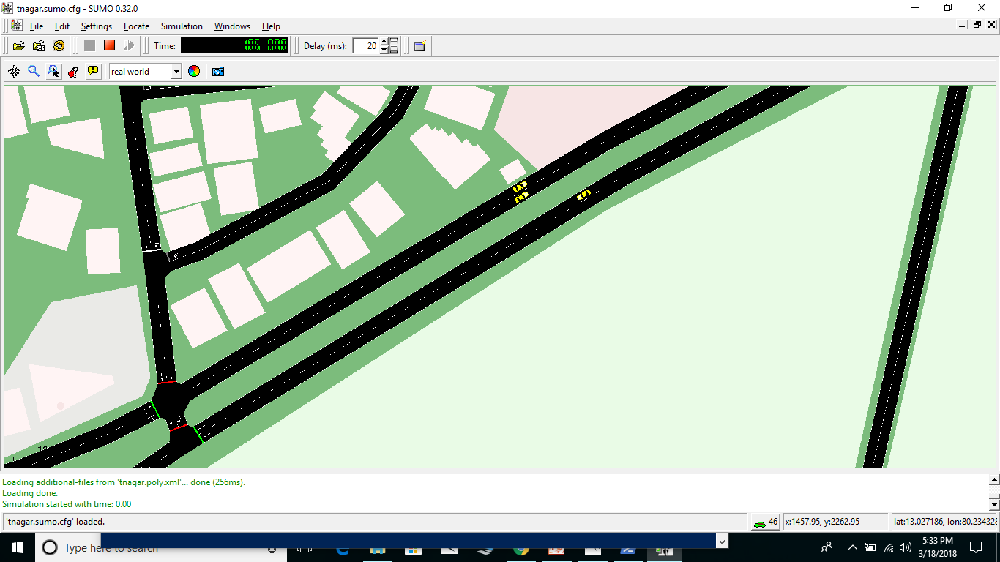 tnagar.sumo.cfg - SUMO 0.32.0
File Edit Settings Locate Simulation Windows Help
Time: 06.000 Delay (ms): 20
real world
Loading additional-files from 'tnagar.poly.xml'... done (256ms).
Loading done.
Simulation started with time: 0.00
'tnagar.sumo.cfg' loaded. 46 x:1457.95, y:2262.95 lat:13.027186, lon:80.234328
Type here to search
5:33 PM
3/18/2018